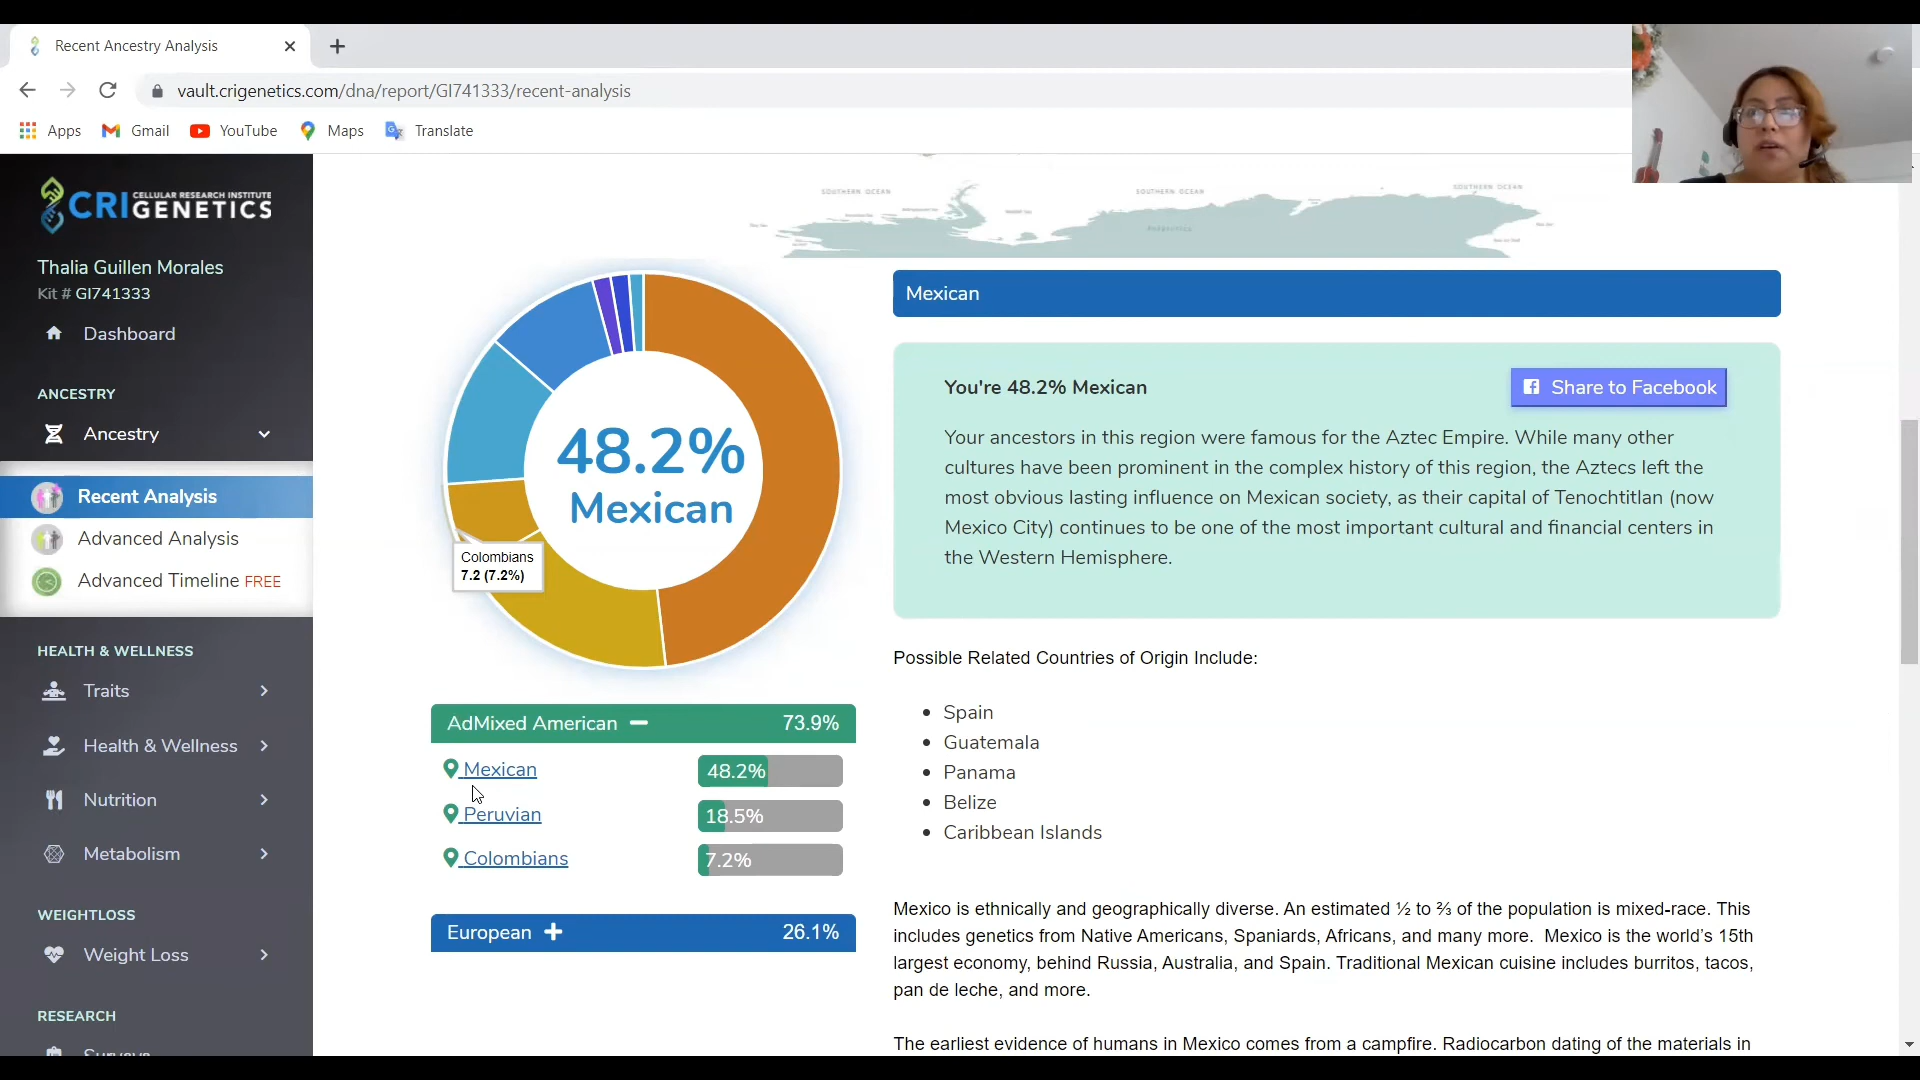 Recent Ancestry Analysis
vault.crigenetics.com/dna/report/GI741333/recent-analysis
Apps
Gmail
YouTube
Maps
Translate
CRI CELLULAR RESEARCH INSTITUTE
GENETICS
Thalia Guillen Morales
Kit # GI741333
Dashboard
ANCESTRY
Ancestry
Recent Analysis
Advanced Analysis
Advanced Timeline FREE
HEALTH & WELLNESS
Traits
Health & Wellness
Nutrition
Metabolism
WEIGHTLOSS
Weight Loss
RESEARCH
Surveys
SOUTHERN OCEAN
SOUTHERN OCEAN
SOUTHERN OCEAN
48.2%
Mexican
Colombians
7.2 (7.2%)
AdMixed American 73.9%
Mexican 48.2%
Peruvian 18.5%
Colombians 7.2%
European 26.1%
Mexican
You're 48.2% Mexican
Share to Facebook
Your ancestors in this region were famous for the Aztec Empire. While many other
cultures have been prominent in the complex history of this region, the Aztecs left the
most obvious lasting influence on Mexican society, as their capital of Tenochtitlan (now
Mexico City) continues to be one of the most important cultural and financial centers in
the Western Hemisphere.
Possible Related Countries of Origin Include:
Spain
Guatemala
Panama
Belize
Caribbean Islands
Mexico is ethnically and geographically diverse. An estimated ½ to ⅔ of the population is mixed-race. This
includes genetics from Native Americans, Spaniards, Africans, and many more. Mexico is the world's 15th
largest economy, behind Russia, Australia, and Spain. Traditional Mexican cuisine includes burritos, tacos,
pan de leche, and more.
The earliest evidence of humans in Mexico comes from a campfire. Radiocarbon dating of the materials in